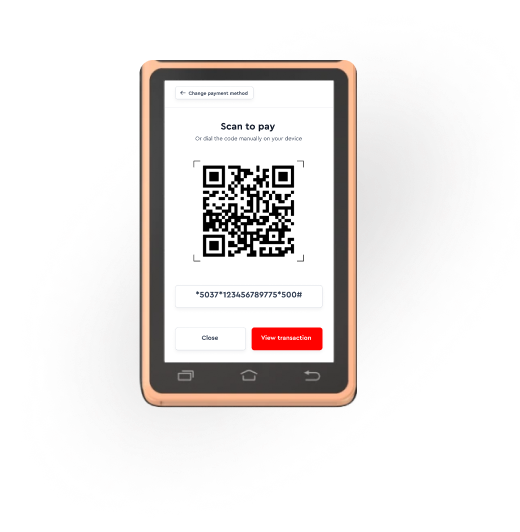 ← Change payment method
Scan to pay
Or dial the code manually on your device
*5037*123456789775*500#
Close
View transaction